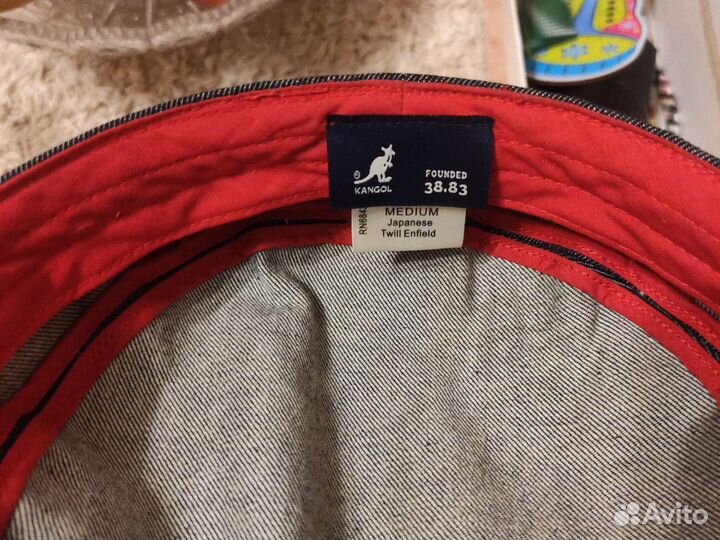 ® KANGOL
FOUNDED
38.83
MEDIUM
Japanese
Twill Enfield
Avito